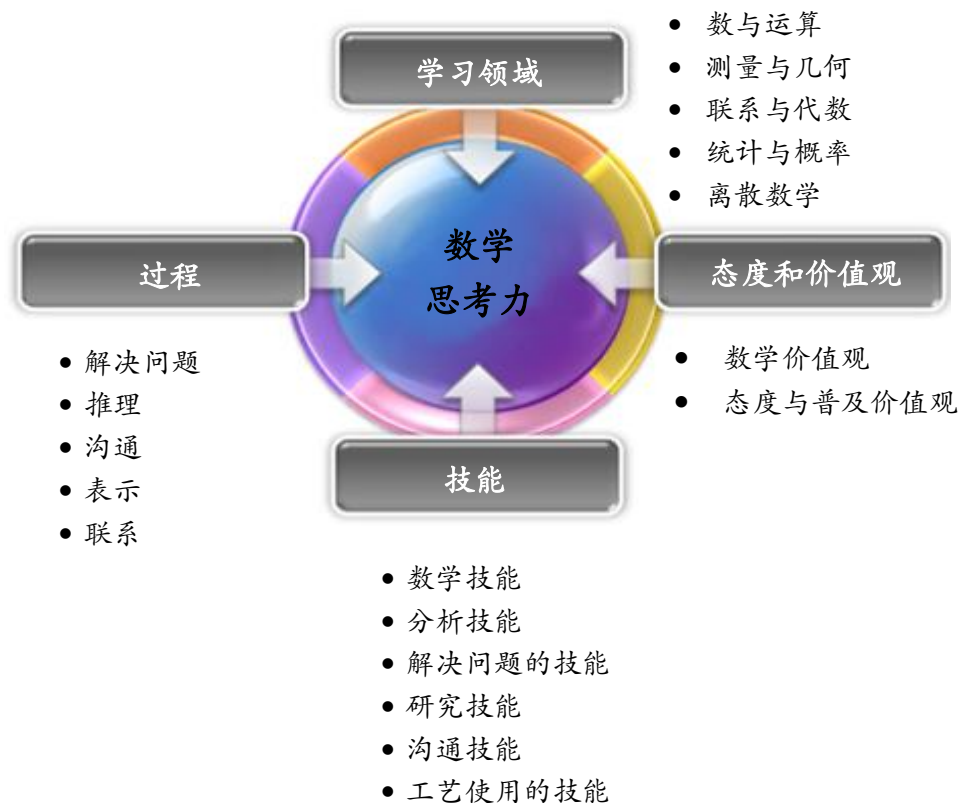 学习领域
• 数与运算
• 测量与几何
• 联系与代数
• 统计与概率
• 离散数学
数学
思考力
过程
• 解决问题
• 推理
• 沟通
• 表示
• 联系
态度和价值观
• 数学价值观
• 态度与普及价值观
技能
• 数学技能
• 分析技能
• 解决问题的技能
• 研究技能
• 沟通技能
• 工艺使用的技能